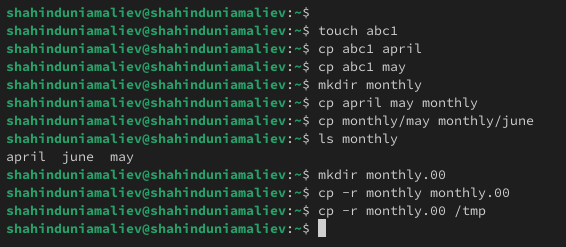 shahinduniamaliev@shahinduniamaliev:~$
shahinduniamaliev@shahinduniamaliev:~$ touch abc1
shahinduniamaliev@shahinduniamaliev:~$ cp abc1 april
shahinduniamaliev@shahinduniamaliev:~$ cp abc1 may
shahinduniamaliev@shahinduniamaliev:~$ mkdir monthly
shahinduniamaliev@shahinduniamaliev:~$ cp april may monthly
shahinduniamaliev@shahinduniamaliev:~$ cp monthly/may monthly/june
shahinduniamaliev@shahinduniamaliev:~$ ls monthly
april  june  may
shahinduniamaliev@shahinduniamaliev:~$ mkdir monthly.00
shahinduniamaliev@shahinduniamaliev:~$ cp -r monthly monthly.00
shahinduniamaliev@shahinduniamaliev:~$ cp -r monthly.00 /tmp
shahinduniamaliev@shahinduniamaliev:~$